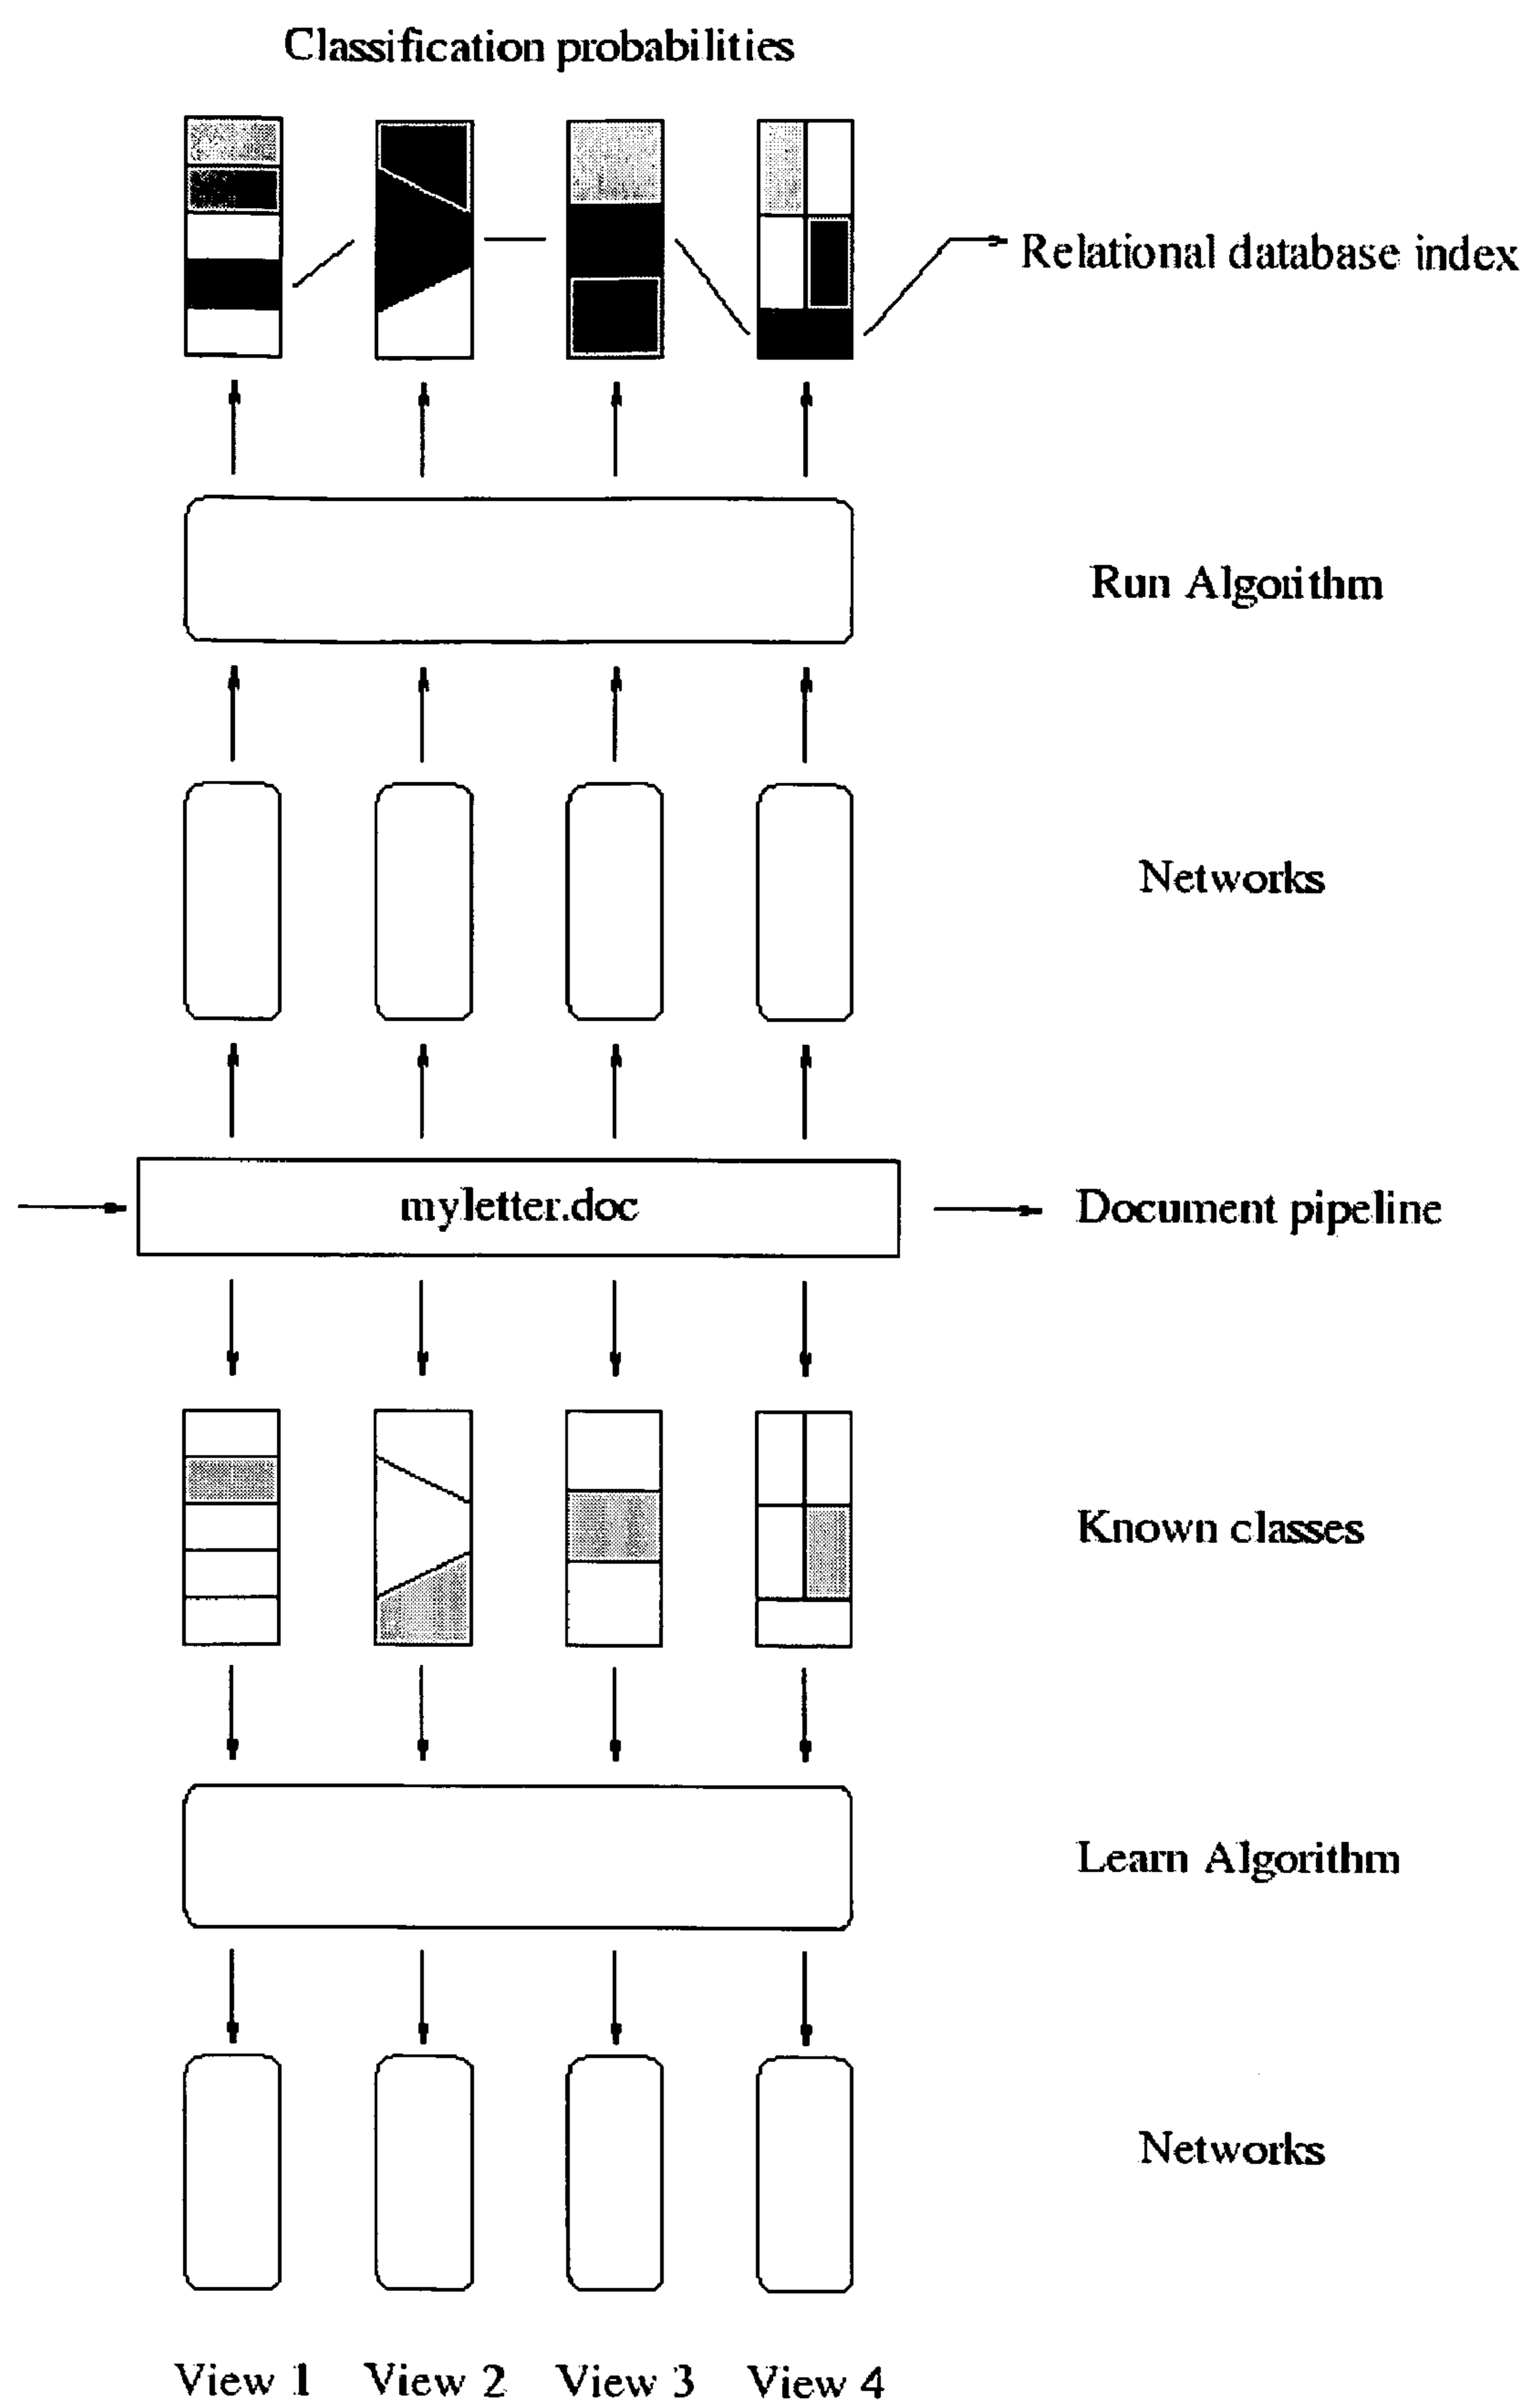 Classification probabilities
Relational database index
Run Algorithm
Networks
myletter.doc
Document pipeline
Known classes
Learn Algorithm
Networks
View 1 View 2 View 3 View 4